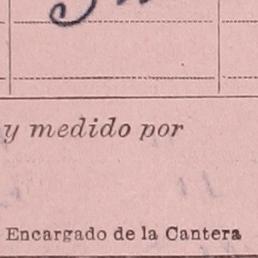 y medido por
Encargado de la Cantera